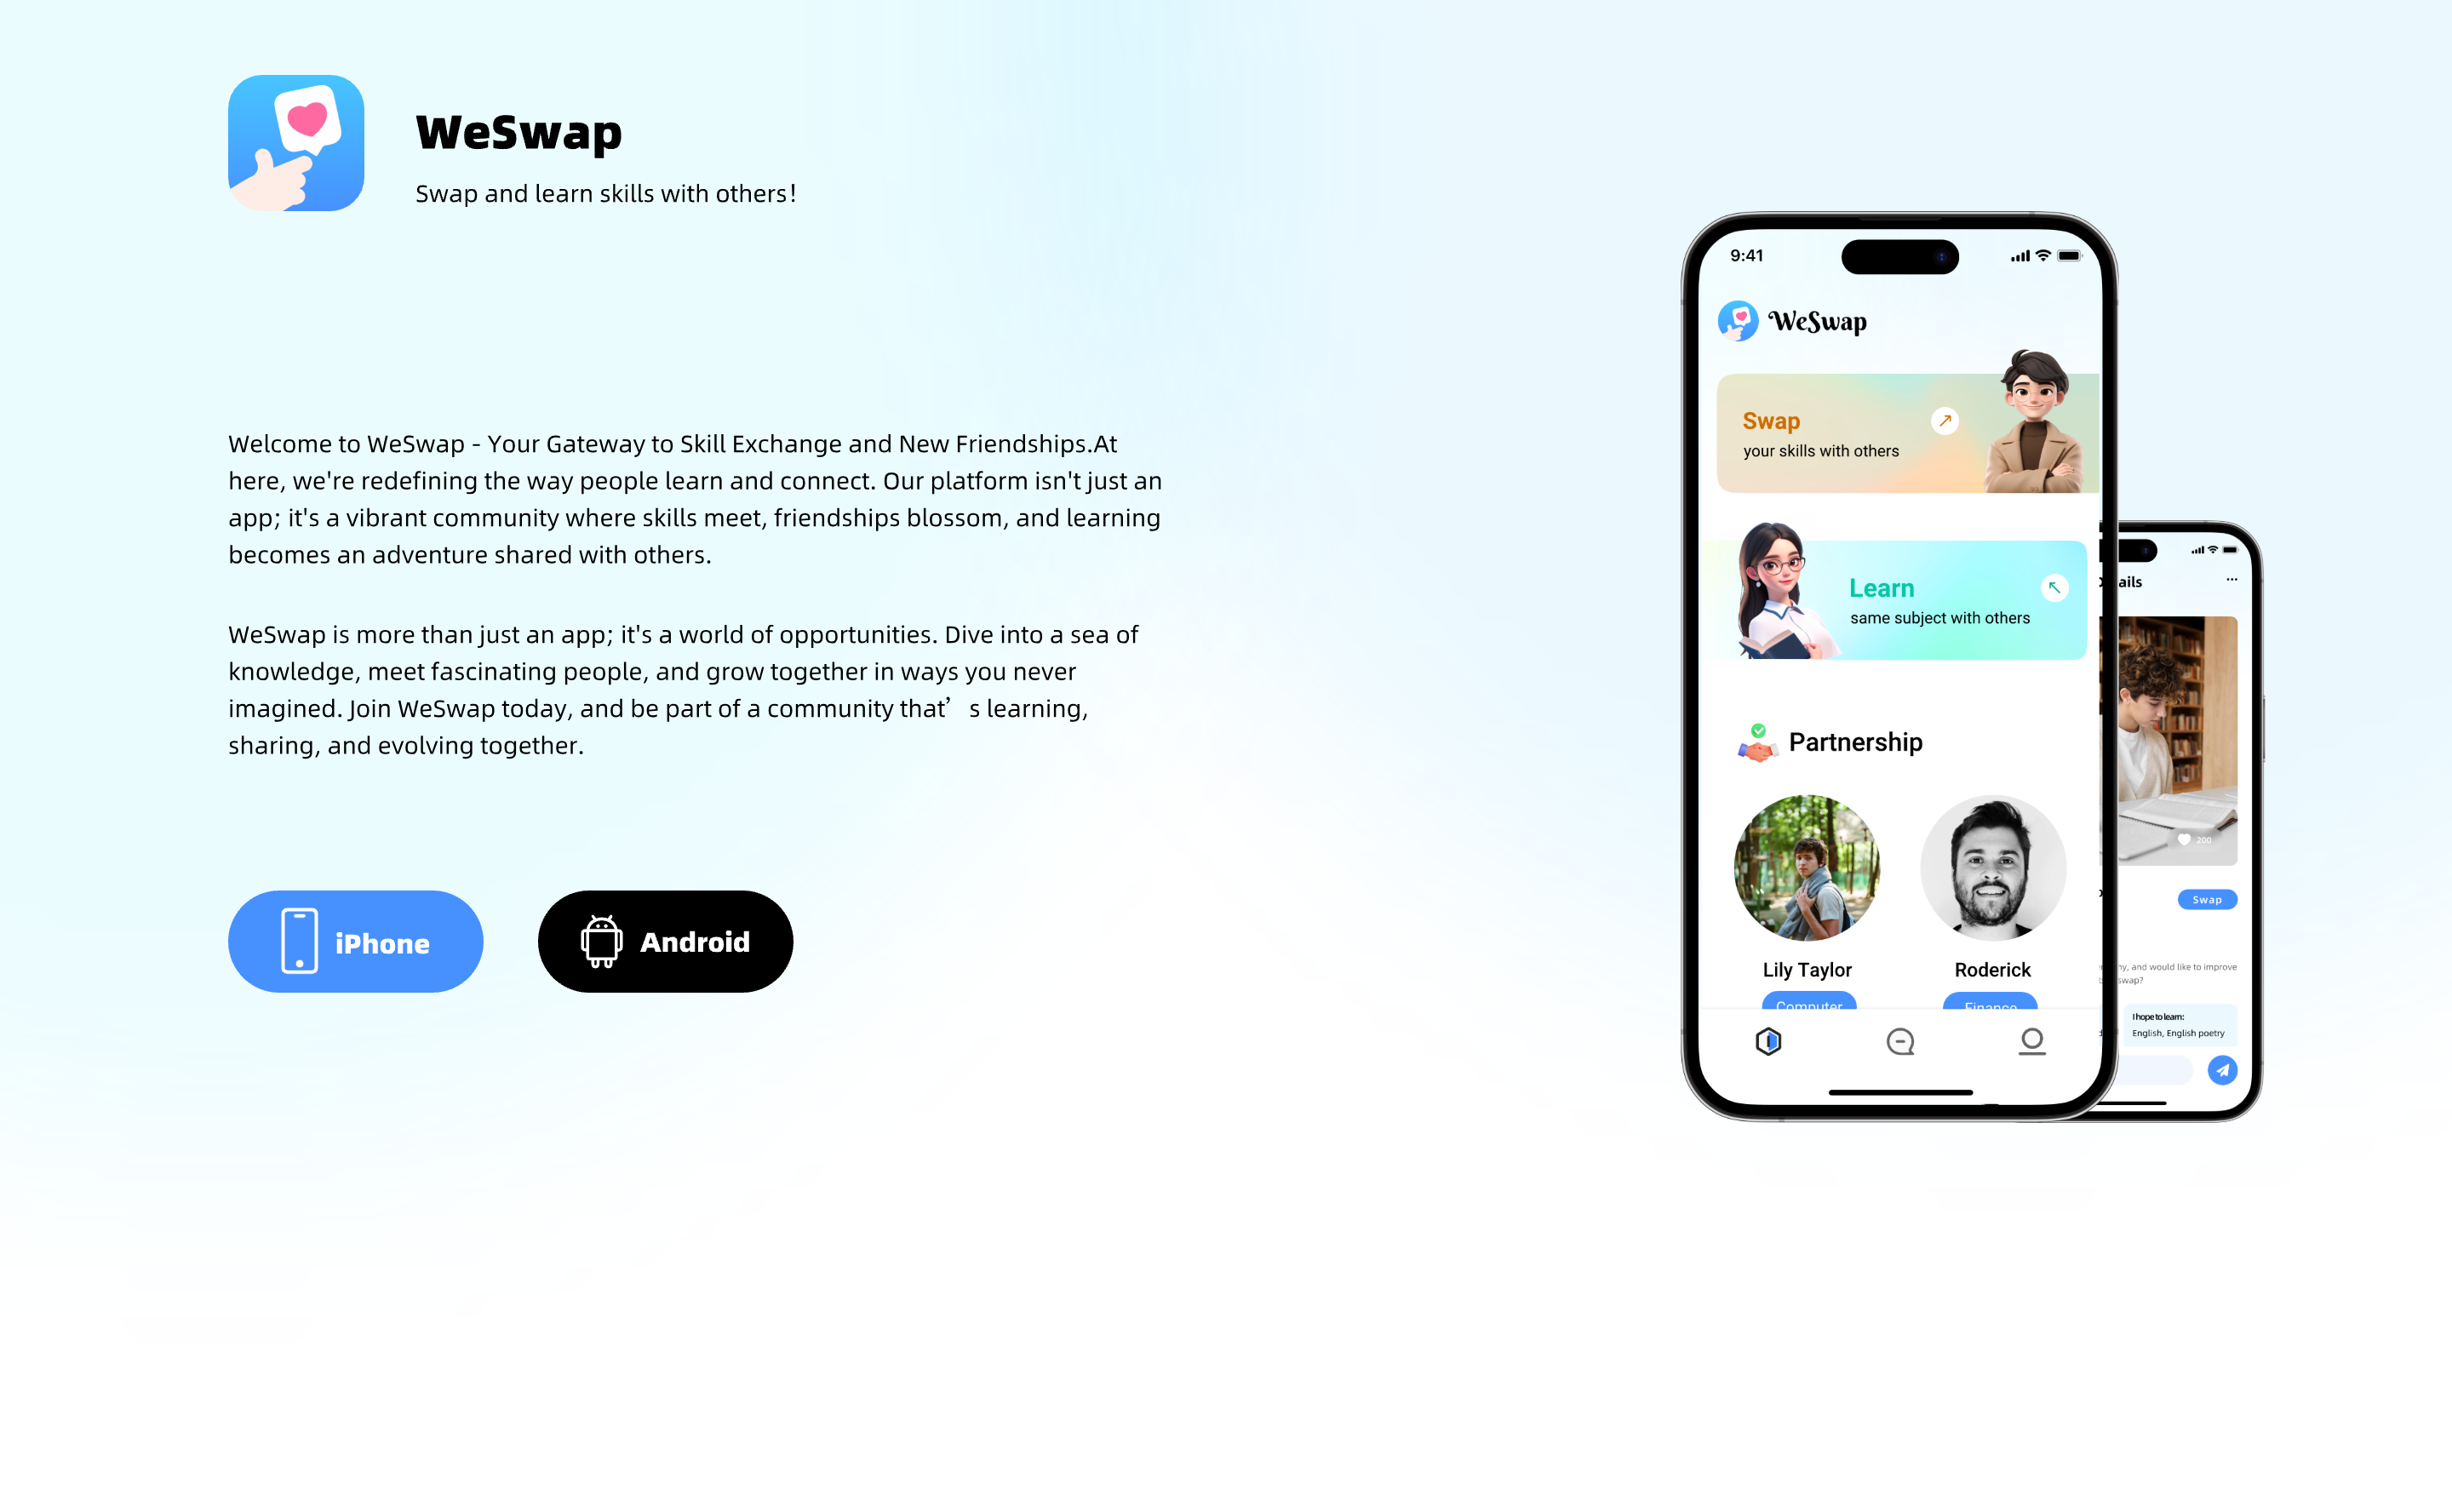 WeSwap
Swap and learn skills with others!
Welcome to WeSwap - Your Gateway to Skill Exchange and New Friendships.At
here, we're redefining the way people learn and connect. Our platform isn't just an
app; it's a vibrant community where skills meet, friendships blossom, and learning
becomes an adventure shared with others.
WeSwap is more than just an app; it's a world of opportunities. Dive into a sea of
knowledge, meet fascinating people, and grow together in ways you never
imagined. Join WeSwap today, and be part of a community that’s learning,
sharing, and evolving together.
iPhone
Android
9:41
WeSwap
Swap
your skills with others
Learn
same subject with others
Partnership
Lily Taylor
Roderick
Computer
Finance
200
Swap
and would like to improve
swap?
I hope to learn:
English, English poetry